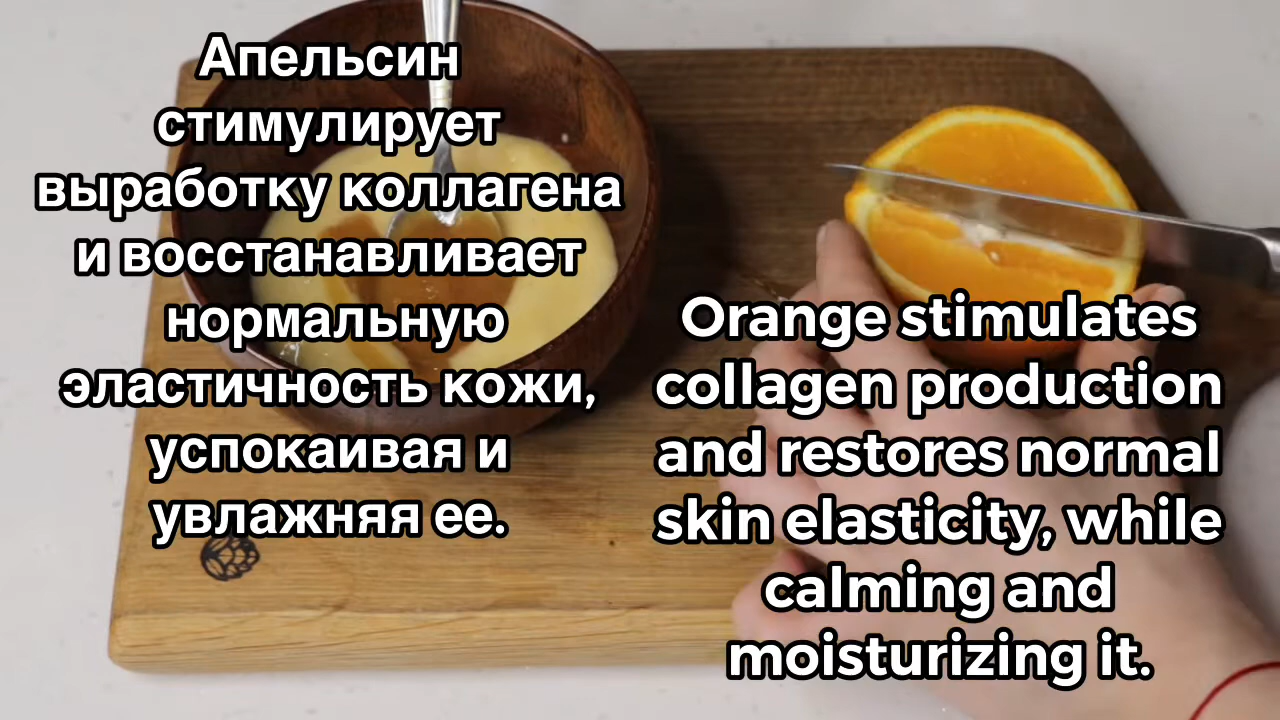 Апельсин
стимулирует
выработку коллагена
и восстанавливает
нормальную
эластичность кожи,
успокаивая и
увлажняя ее.
Orange stimulates
collagen production
and restores normal
skin elasticity, while
calming and
moisturizing it.